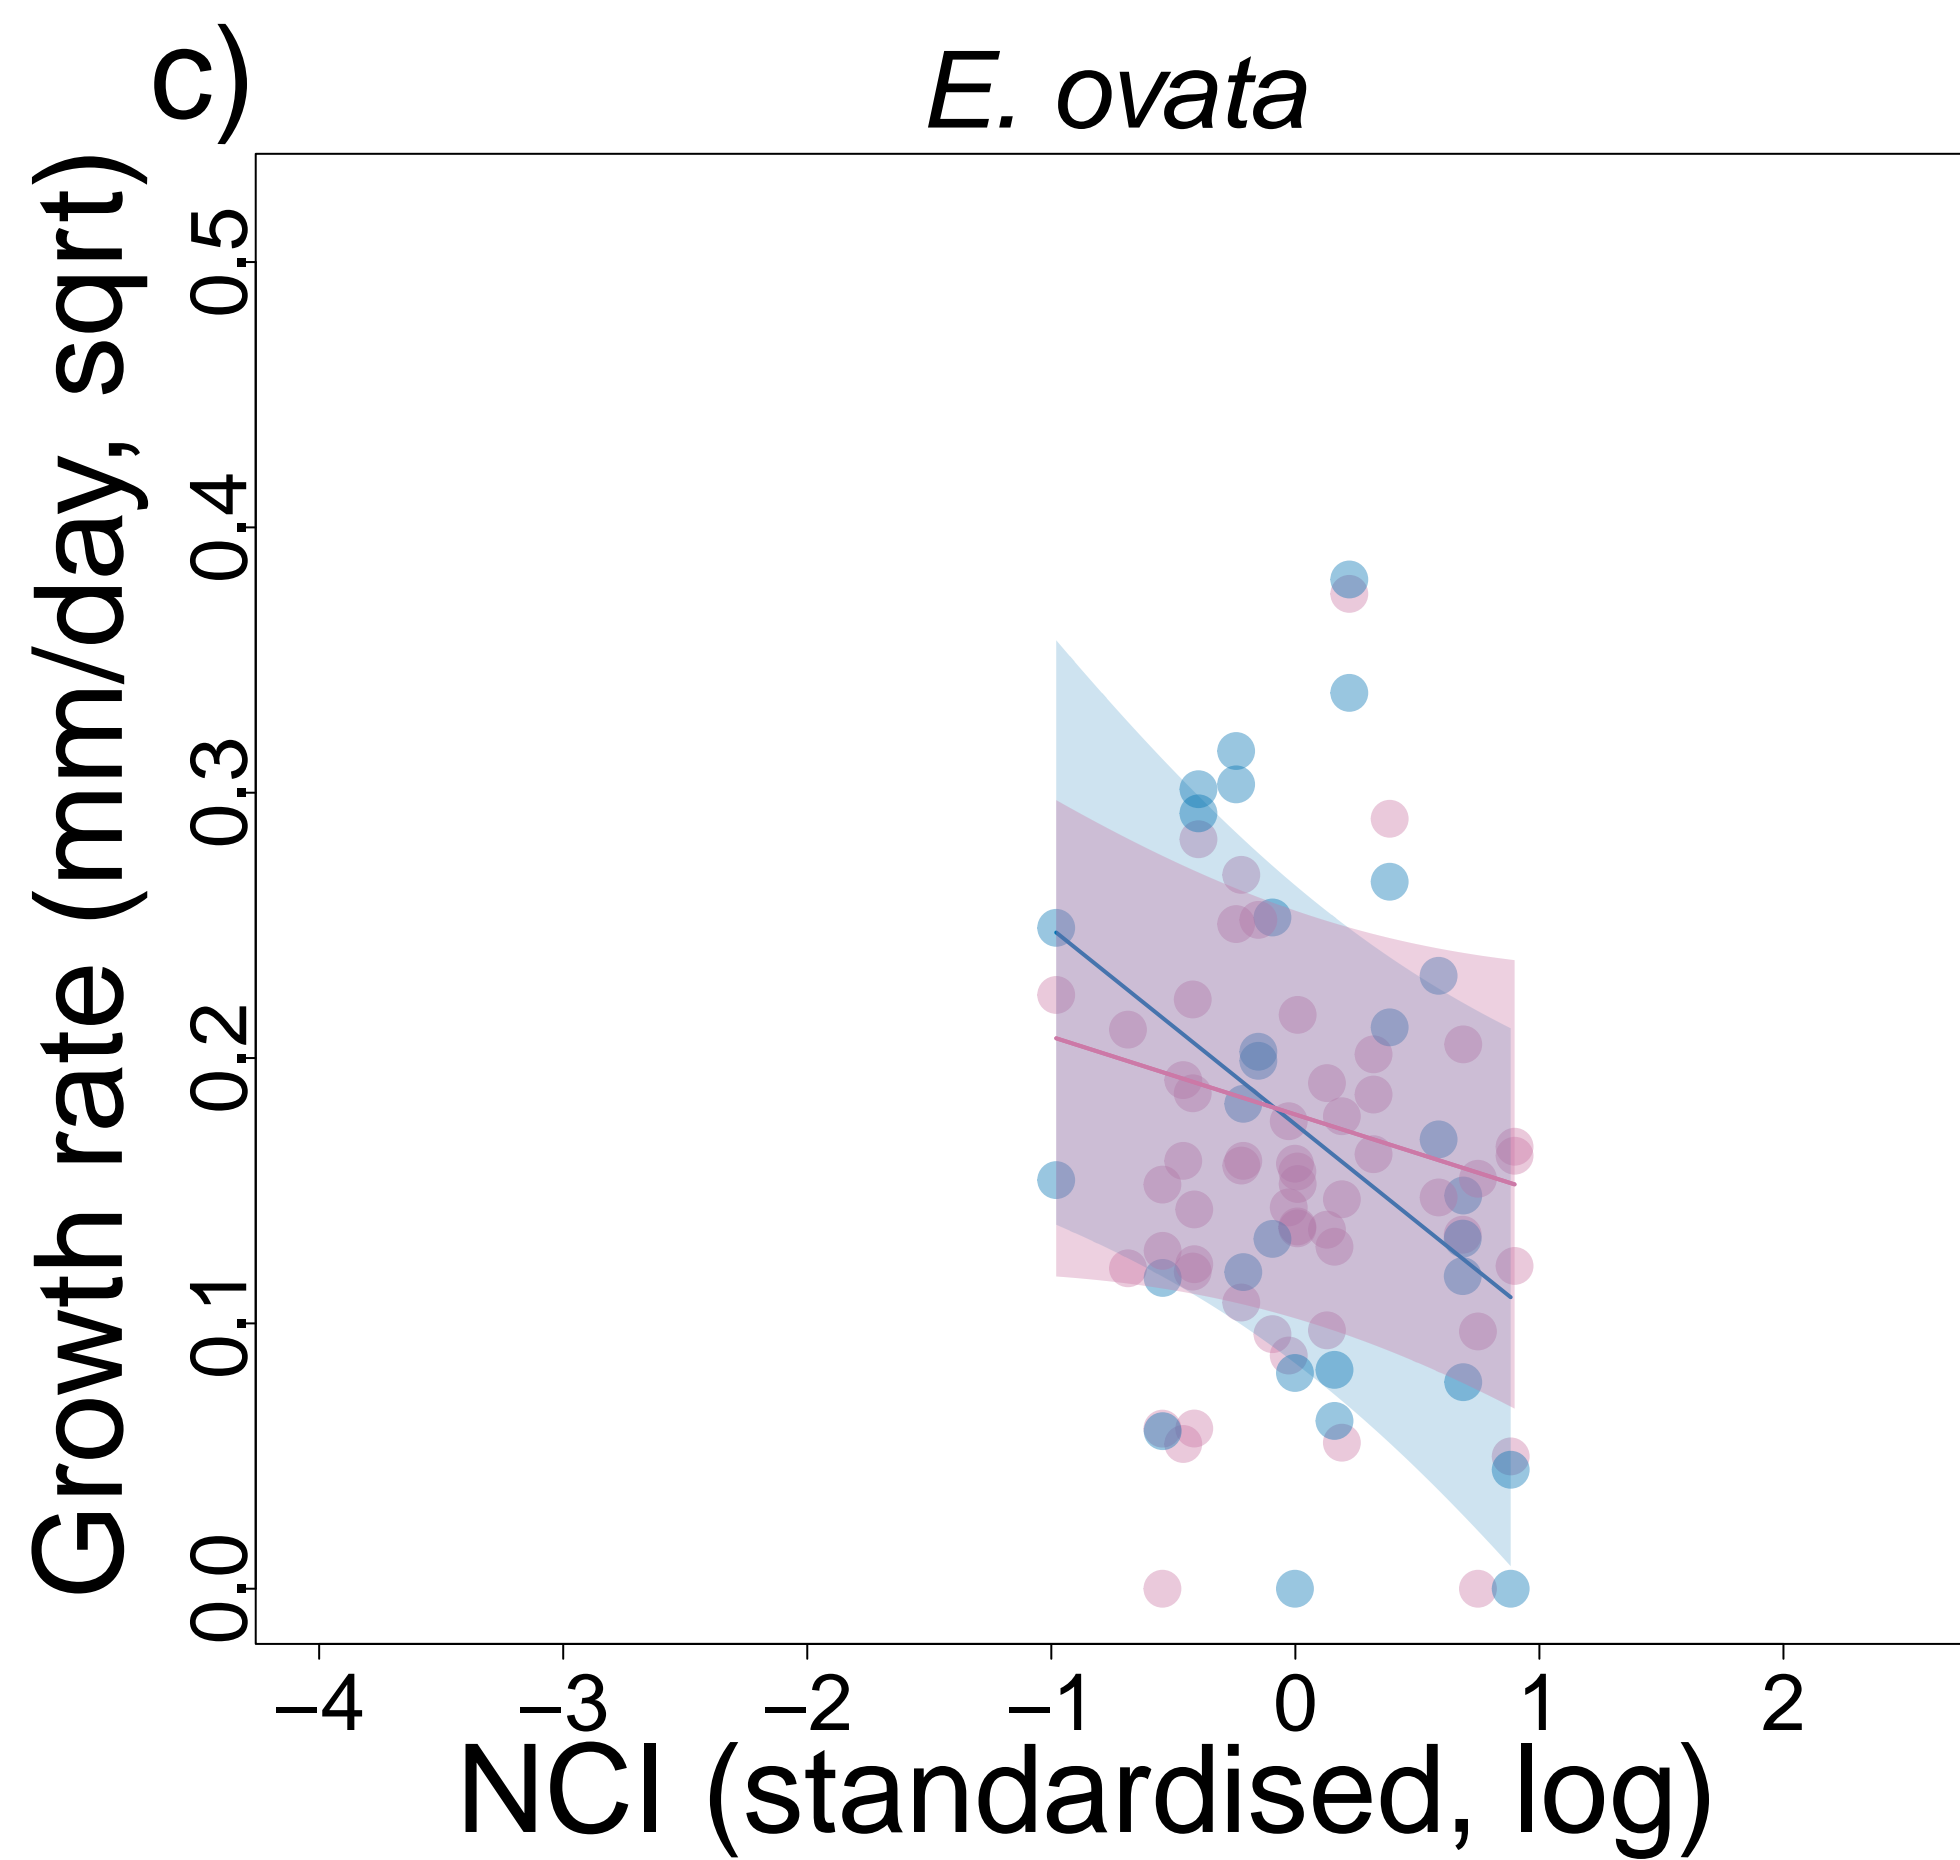 c)
E. ovata
Growth rate (mm/day, sqrt)
0.5
0.4
0.3
0.2
0.1
0.0
−4 −3 −2 −1 0 1 2
NCI (standardised, log)